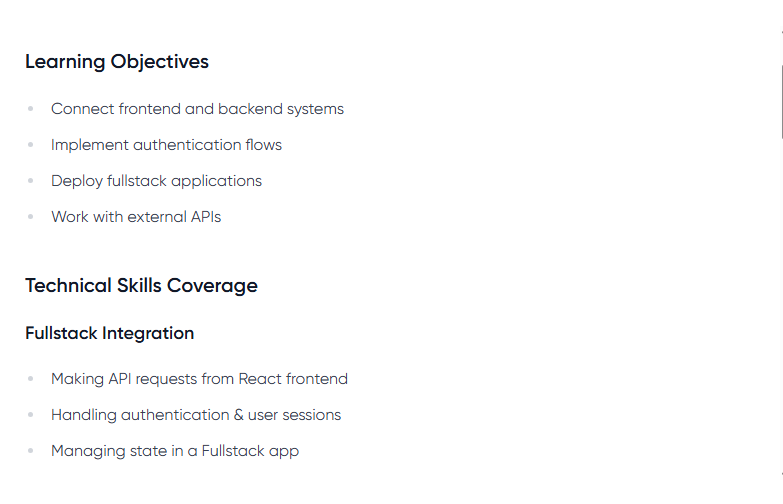 Learning Objectives
Connect frontend and backend systems
Implement authentication flows
Deploy fullstack applications
Work with external APIs
Technical Skills Coverage
Fullstack Integration
Making API requests from React frontend
Handling authentication & user sessions
Managing state in a Fullstack app